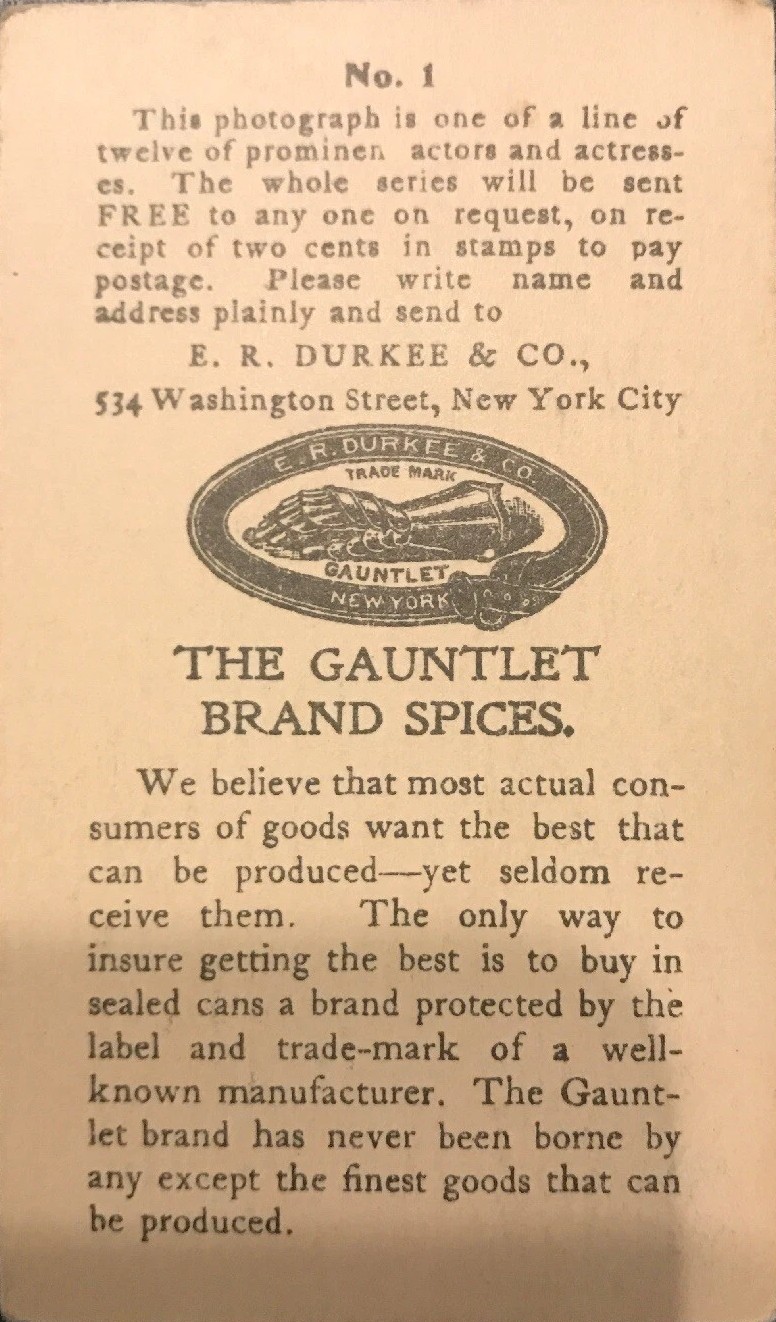 No. 1
This photograph is one of a line of
twelve of prominen actors and actress-
es. The whole series will be sent
FREE to any one on request, on re-
ceipt of two cents in stamps to pay
postage. Please write name and
address plainly and send to
E. R. DURKEE & CO.,
534 Washington Street, New York City
E. R. DURKEE & CO.
TRADE MARK
GAUNTLET
NEW YORK
THE GAUNTLET
BRAND SPICES.
We believe that most actual con-
sumers of goods want the best that
can be produced—yet seldom re-
ceive them. The only way to
insure getting the best is to buy in
sealed cans a brand protected by the
label and trade-mark of a well-
known manufacturer. The Gaunt-
let brand has never been borne by
any except the finest goods that can
be produced.